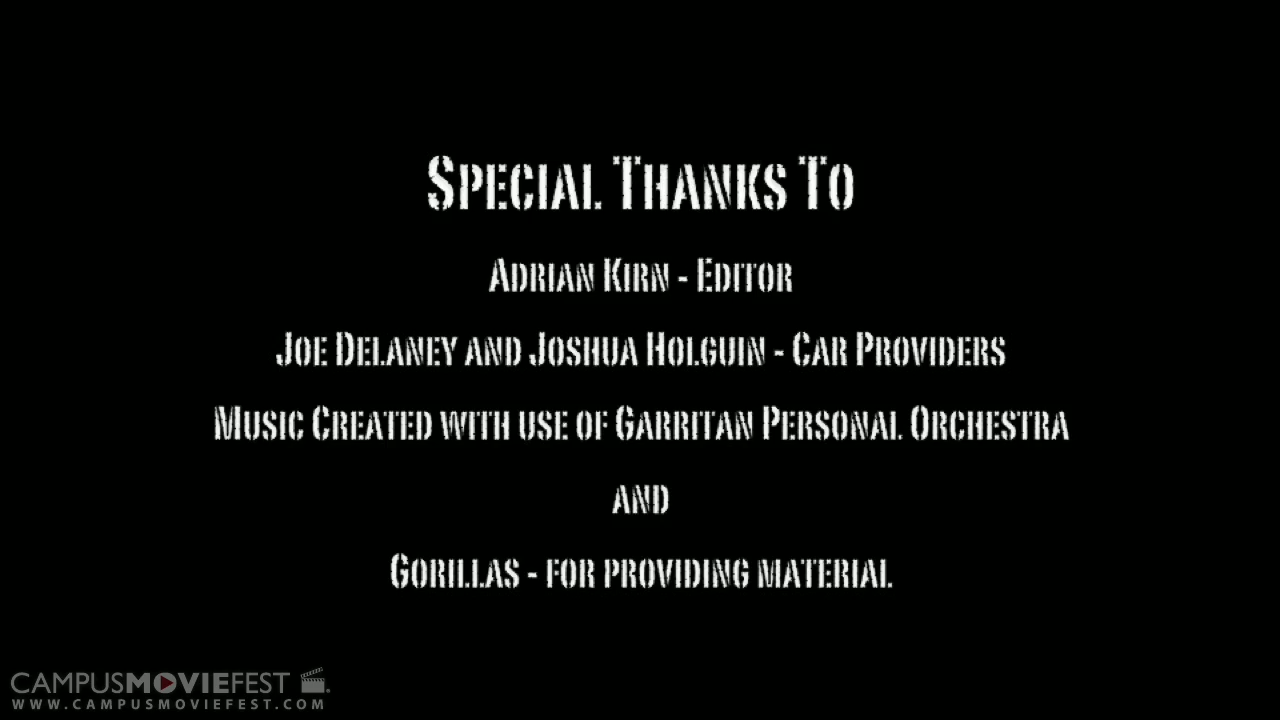 Special Thanks To
Adrian Kirn - Editor
Joe Delaney and Joshua Holguin - Car Providers
Music Created with use of Garritan Personal Orchestra
and
Gorillas - for providing material
CAMPUSMOVIEFEST
WWW.CAMPUSMOVIEFEST.COM